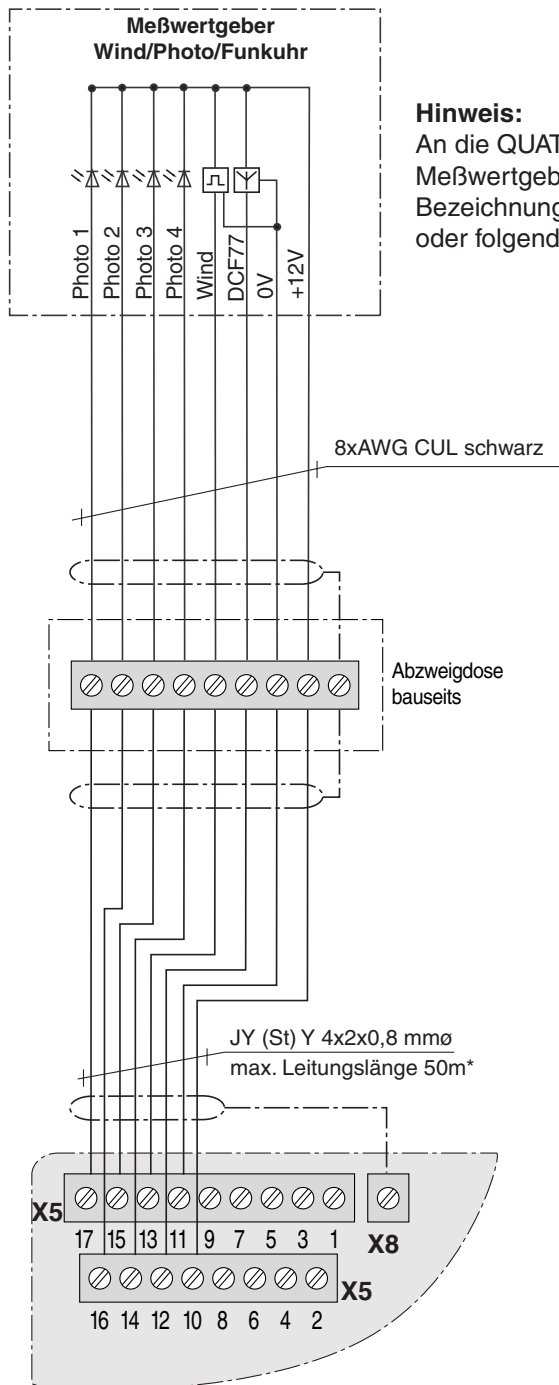 Meßwertgeber
Wind/Photo/Funkuhr
Hinweis:
An die QUAT
Meßwertgeb
Bezeichnung
oder folgend
Photo 1
Photo 2
Photo 3
Photo 4
Wind
DCF77
0V
+12V
8xAWG CUL schwarz
Abzweigdose
bauseits
JY (St) Y 4x2x0,8 mmø
max. Leitungslänge 50m*
X5
17 15 13 11 9 7 5 3 1
X8
X5
16 14 12 10 8 6 4 2